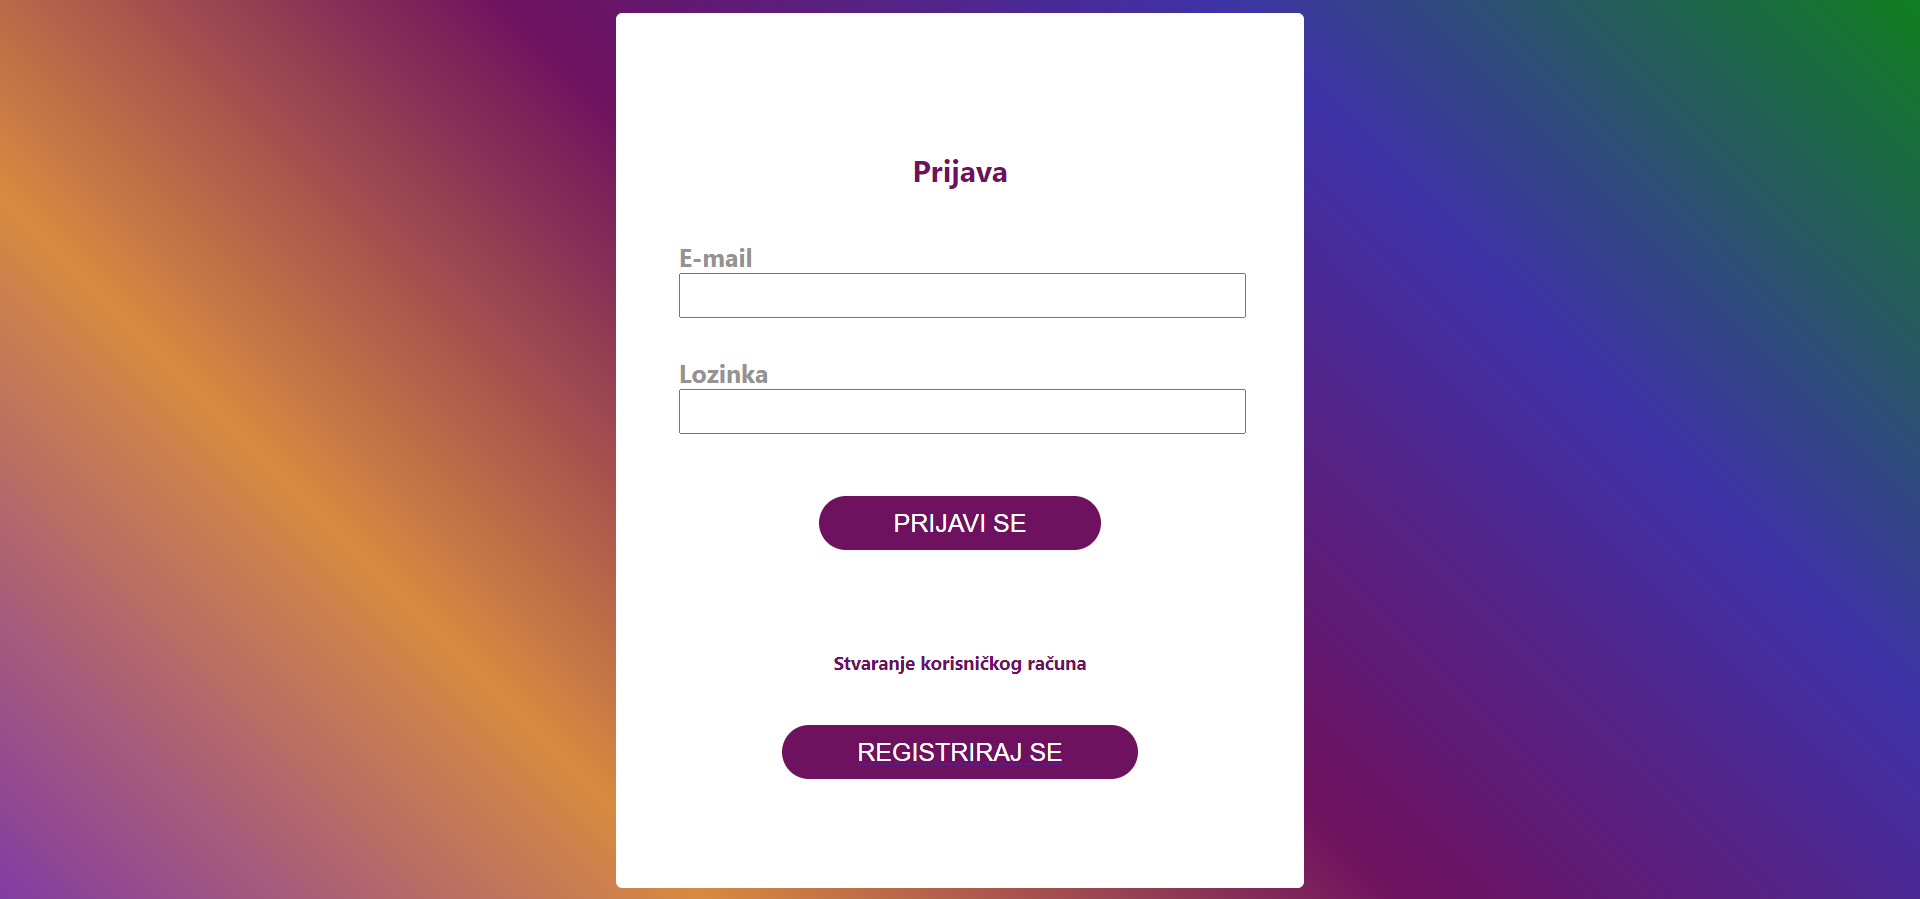 Prijava
E-mail
Lozinka
PRIJAVI SE
Stvaranje korisničkog računa
REGISTRIRAJ SE